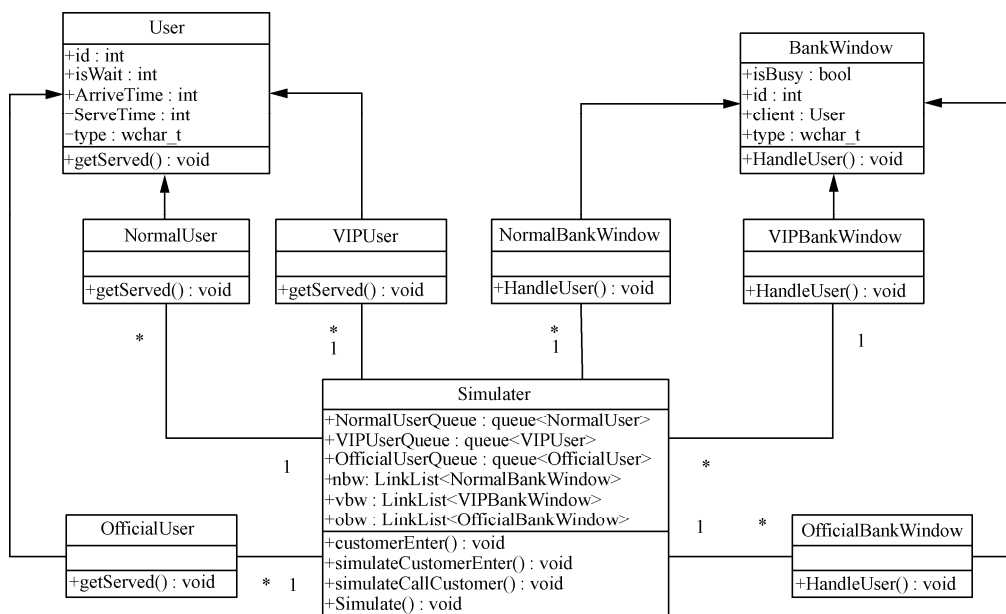 User
+id : int
+isWait : int
+ArriveTime : int
−ServeTime : int
−type : wchar_t
+getServed() : void
BankWindow
+isBusy : bool
+id : int
+client : User
+type : wchar_t
+HandleUser() : void
NormalUser
+getServed() : void
VIPUser
+getServed() : void
NormalBankWindow
+HandleUser() : void
VIPBankWindow
+HandleUser() : void
*
*
1
*
1
1
Simulater
+NormalUserQueue : queue<NormalUser>
+VIPUserQueue : queue<VIPUser>
+OfficialUserQueue : queue<OfficialUser>
+nbw: LinkList<NormalBankWindow>
+vbw : LinkList<VIPBankWindow>
+obw : LinkList<OfficialBankWindow>
+customerEnter() : void
+simulateCustomerEnter() : void
+simulateCallCustomer() : void
+Simulate() : void
1
*
OfficialUser
+getServed() : void
* 1
1 *
OfficialBankWindow
+HandleUser() : void